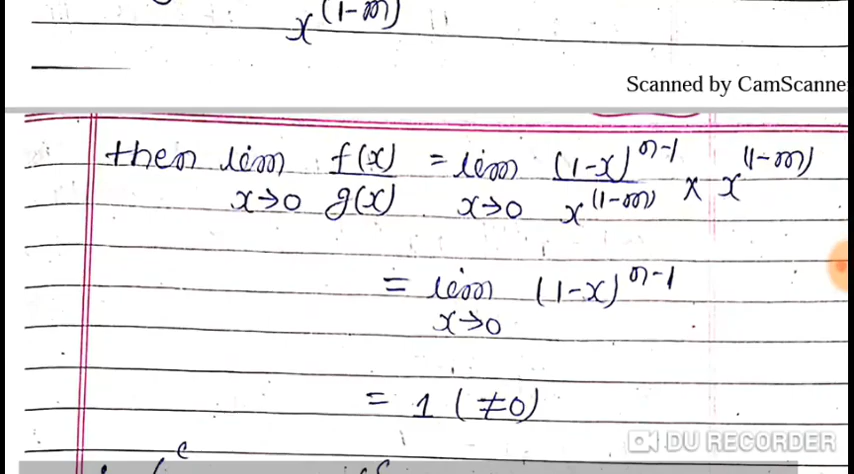 x^(1-m)
Scanned by CamScanne
then lim x→0 f(x)/g(x) = lim x→0 (1-x)^n-1 / x^(1-m) × x^(1-m)
= lim x→0 (1-x)^n-1
= 1 (≠0)
DU RECORDER